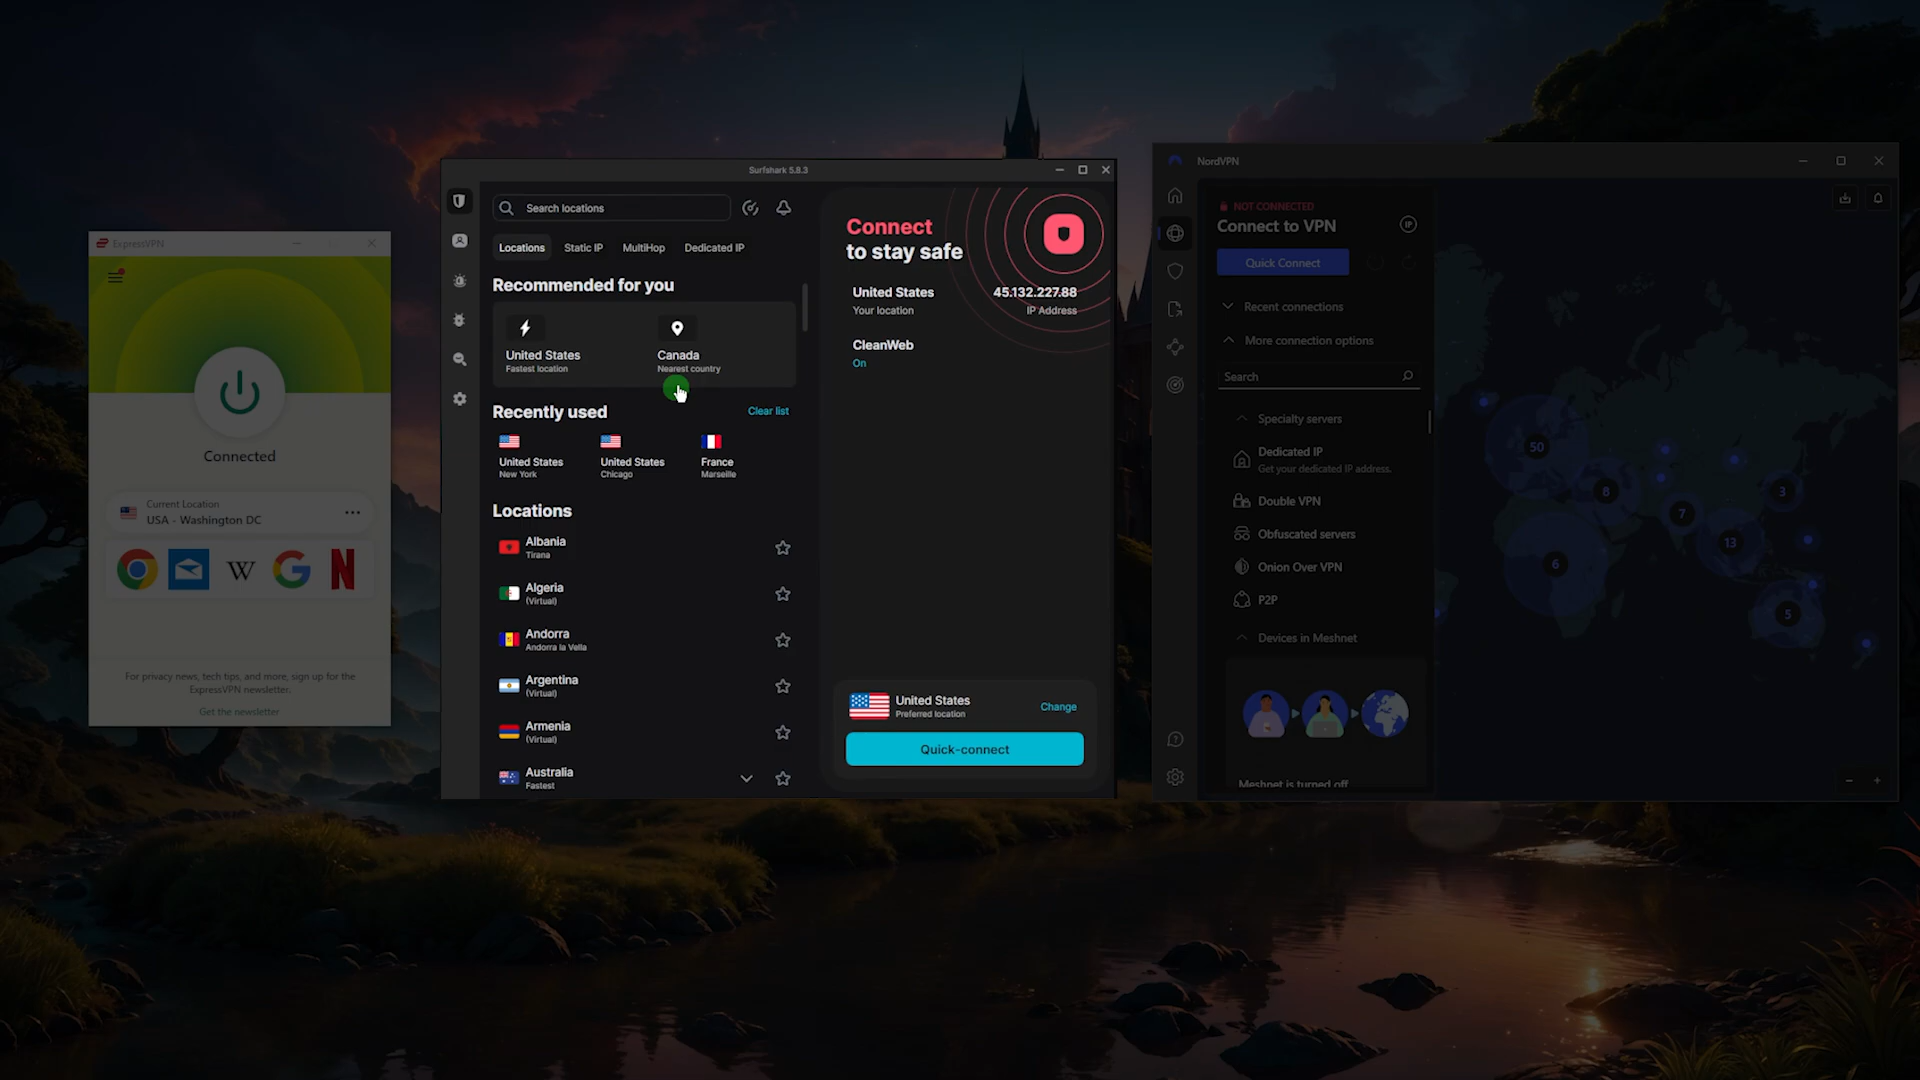 ExpressVPN
Connected
Current Location
USA - Washington DC
W
G
N
For privacy news, tech tips, and more, sign up for the
ExpressVPN newsletter.
Get the newsletter
Surfshark 5.8.3
Search locations
Locations
Static IP
MultiHop
Dedicated IP
Recommended for you
United States
Fastest location
Canada
Nearest country
Recently used
Clear list
United States
New York
United States
Chicago
France
Marseille
Locations
Albania
Tirana
Algeria
(Virtual)
Andorra
Andorra la Vella
Argentina
(Virtual)
Armenia
(Virtual)
Australia
Fastest
Connect
to stay safe
United States
Your location
45.132.227.88
IP Address
CleanWeb
On
United States
Preferred location
Change
Quick-connect
NordVPN
NOT CONNECTED
Connect to VPN
IP
Quick Connect
Recent connections
More connection options
Search
Specialty servers
Dedicated IP
Get your dedicated IP address.
Double VPN
Obfuscated servers
Onion Over VPN
P2P
Devices in Meshnet
Meshnet is turned off
50
8
7
3
13
6
5